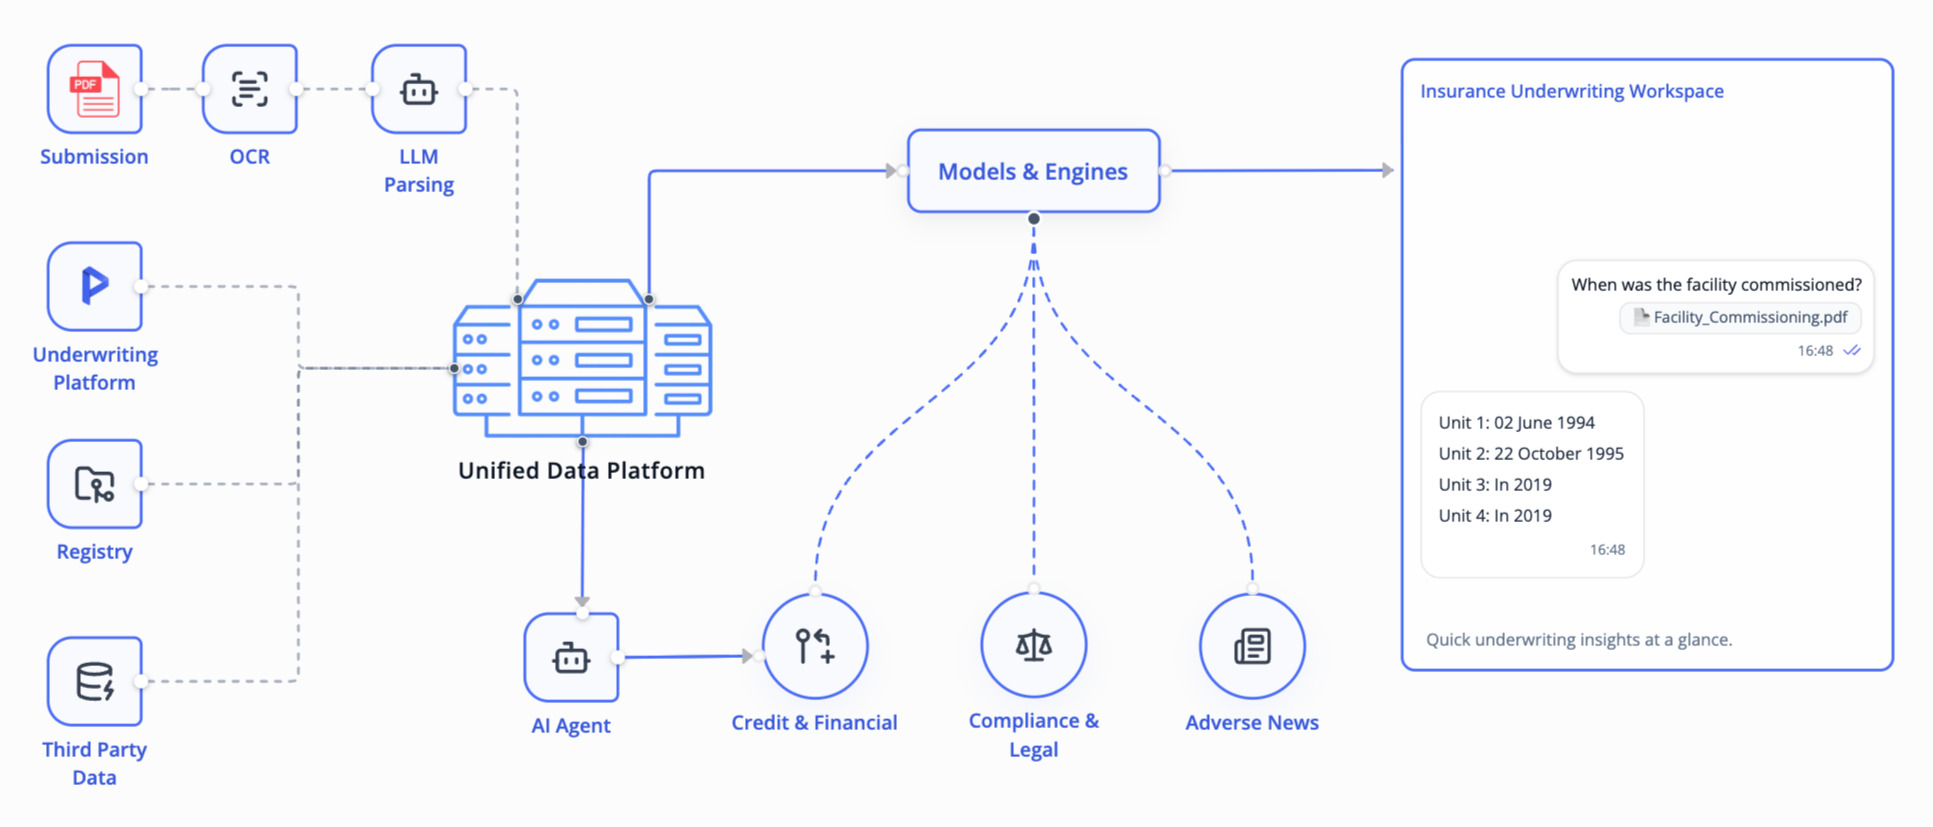 PDF
Submission
OCR
LLM
Parsing
Underwriting
Platform
Registry
Third Party
Data
Unified Data Platform
AI Agent
Models & Engines
Credit & Financial
Compliance &
Legal
Adverse News
Insurance Underwriting Workspace
When was the facility commissioned?
Facility_Commissioning.pdf
16:48
Unit 1: 02 June 1994
Unit 2: 22 October 1995
Unit 3: In 2019
Unit 4: In 2019
16:48
Quick underwriting insights at a glance.